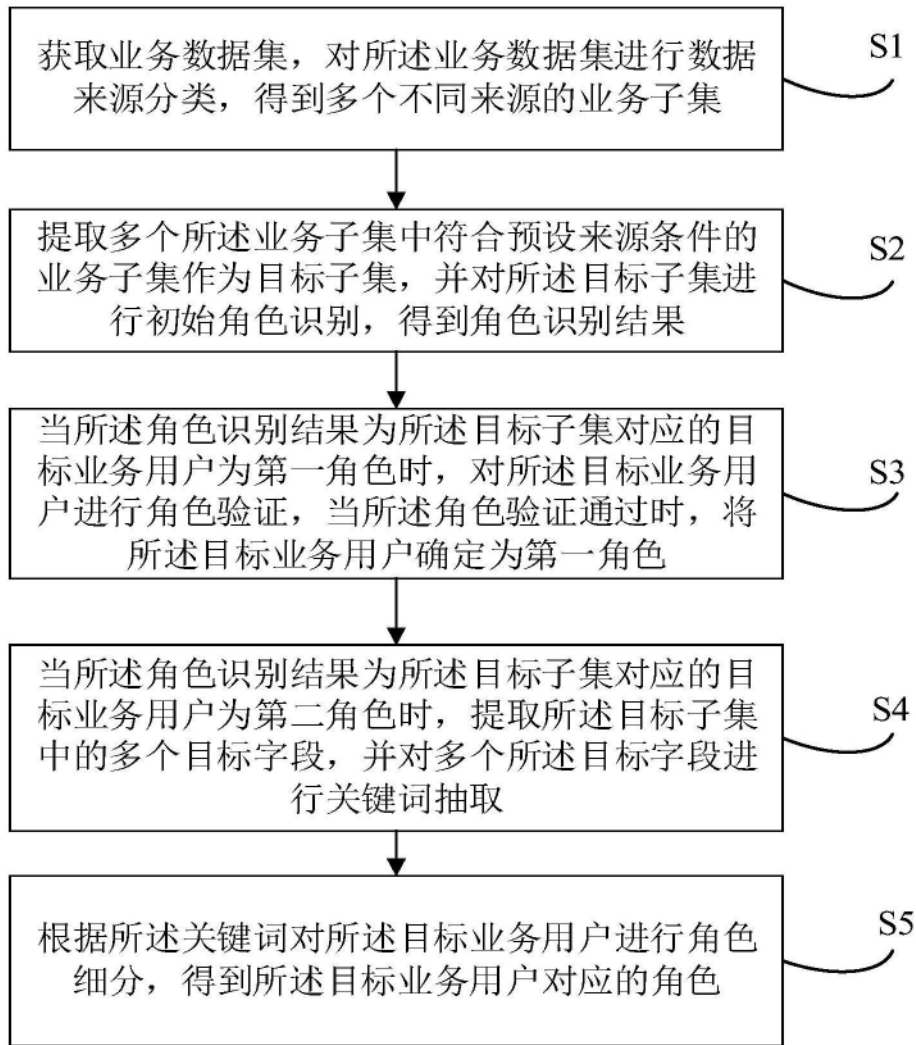 获取业务数据集，对所述业务数据集进行数据
来源分类，得到多个不同来源的业务子集
S1
提取多个所述业务子集中符合预设来源条件的
业务子集作为目标子集，并对所述目标子集进
行初始角色识别，得到角色识别结果
S2
当所述角色识别结果为所述目标子集对应的目
标业务用户为第一角色时，对所述目标业务用
户进行角色验证，当所述角色验证通过时，将
所述目标业务用户确定为第一角色
S3
当所述角色识别结果为所述目标子集对应的目
标业务用户为第二角色时，提取所述目标子集
中的多个目标字段，并对多个所述目标字段进
行关键词抽取
S4
根据所述关键词对所述目标业务用户进行角色
细分，得到所述目标业务用户对应的角色
S5